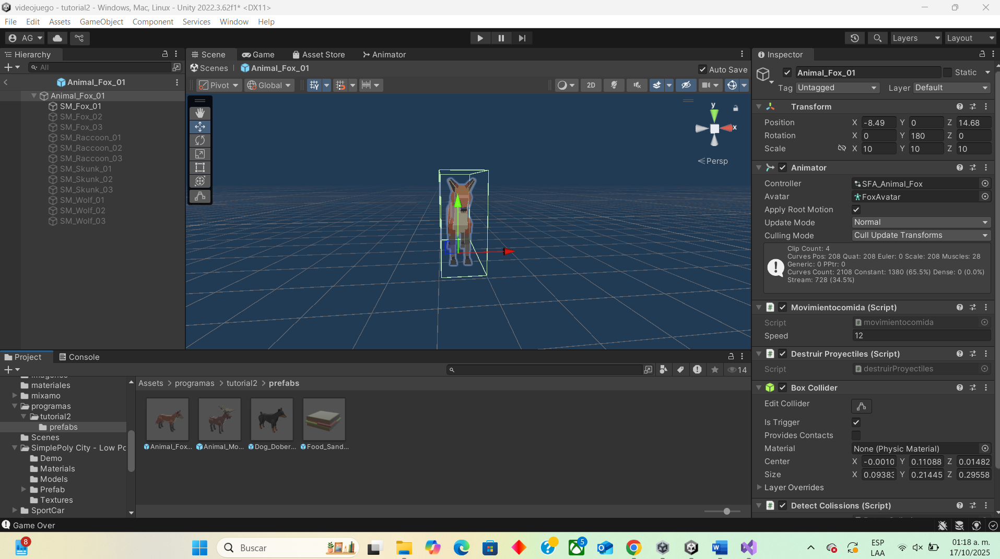 videojuego - tutorial2 - Windows, Mac, Linux - Unity 2022.3.62f1* <DX11>
File Edit Assets GameObject Component Services Window Help
AG
Layers
Layout
Hierarchy
All
Animal_Fox_01
Animal_Fox_01
SM_Fox_01
SM_Fox_02
SM_Fox_03
SM_Raccoon_01
SM_Raccoon_02
SM_Raccoon_03
SM_Skunk_01
SM_Skunk_02
SM_Skunk_03
SM_Wolf_01
SM_Wolf_02
SM_Wolf_03
Scene Game Asset Store Animator
Scenes Animal_Fox_01 Auto Save
Pivot Global 2D
y
x
Persp
Inspector
Animal_Fox_01 Static
Tag Untagged Layer Default
Transform
Position X -8.49 Y 0 Z 14.68
Rotation X 0 Y 180 Z 0
Scale X 10 Y 10 Z 10
Animator
Controller SFA_Animal_Fox
Avatar FoxAvatar
Apply Root Motion
Update Mode Normal
Culling Mode Cull Update Transforms
Clip Count: 4
Curves Pos: 208 Quat: 208 Euler: 0 Scale: 208 Muscles: 28
Generic: 0 PPtr: 0
Curves Count: 2108 Constant: 1380 (65.5%) Dense: 0 (0.0%)
Stream: 728 (34.5%)
Movimientocomida (Script)
Script movimientocomida
Speed 12
Destruir Proyectiles (Script)
Script destruirProyectiles
Box Collider
Edit Collider
Is Trigger
Provides Contacts
Material None (Physic Material)
Center X -0.0010 Y 0.11088 Z 0.01482
Size X 0.0938 Y 0.21445 Z 0.29558
Layer Overrides
Detect Colissions (Script)
Project Console
14
materiales
mixamo
programas
tutorial2
prefabs
Scenes
SimplePoly City - Low Po
Demo
Materials
Models
Prefab
Textures
SportCar
Assets > programas > tutorial2 > prefabs
Animal_Fox... Animal_Mo... Dog_Dober... Food_Sand...
Game Over
8
Buscar
5
ESP
LAA
01:18 a. m.
17/10/2025